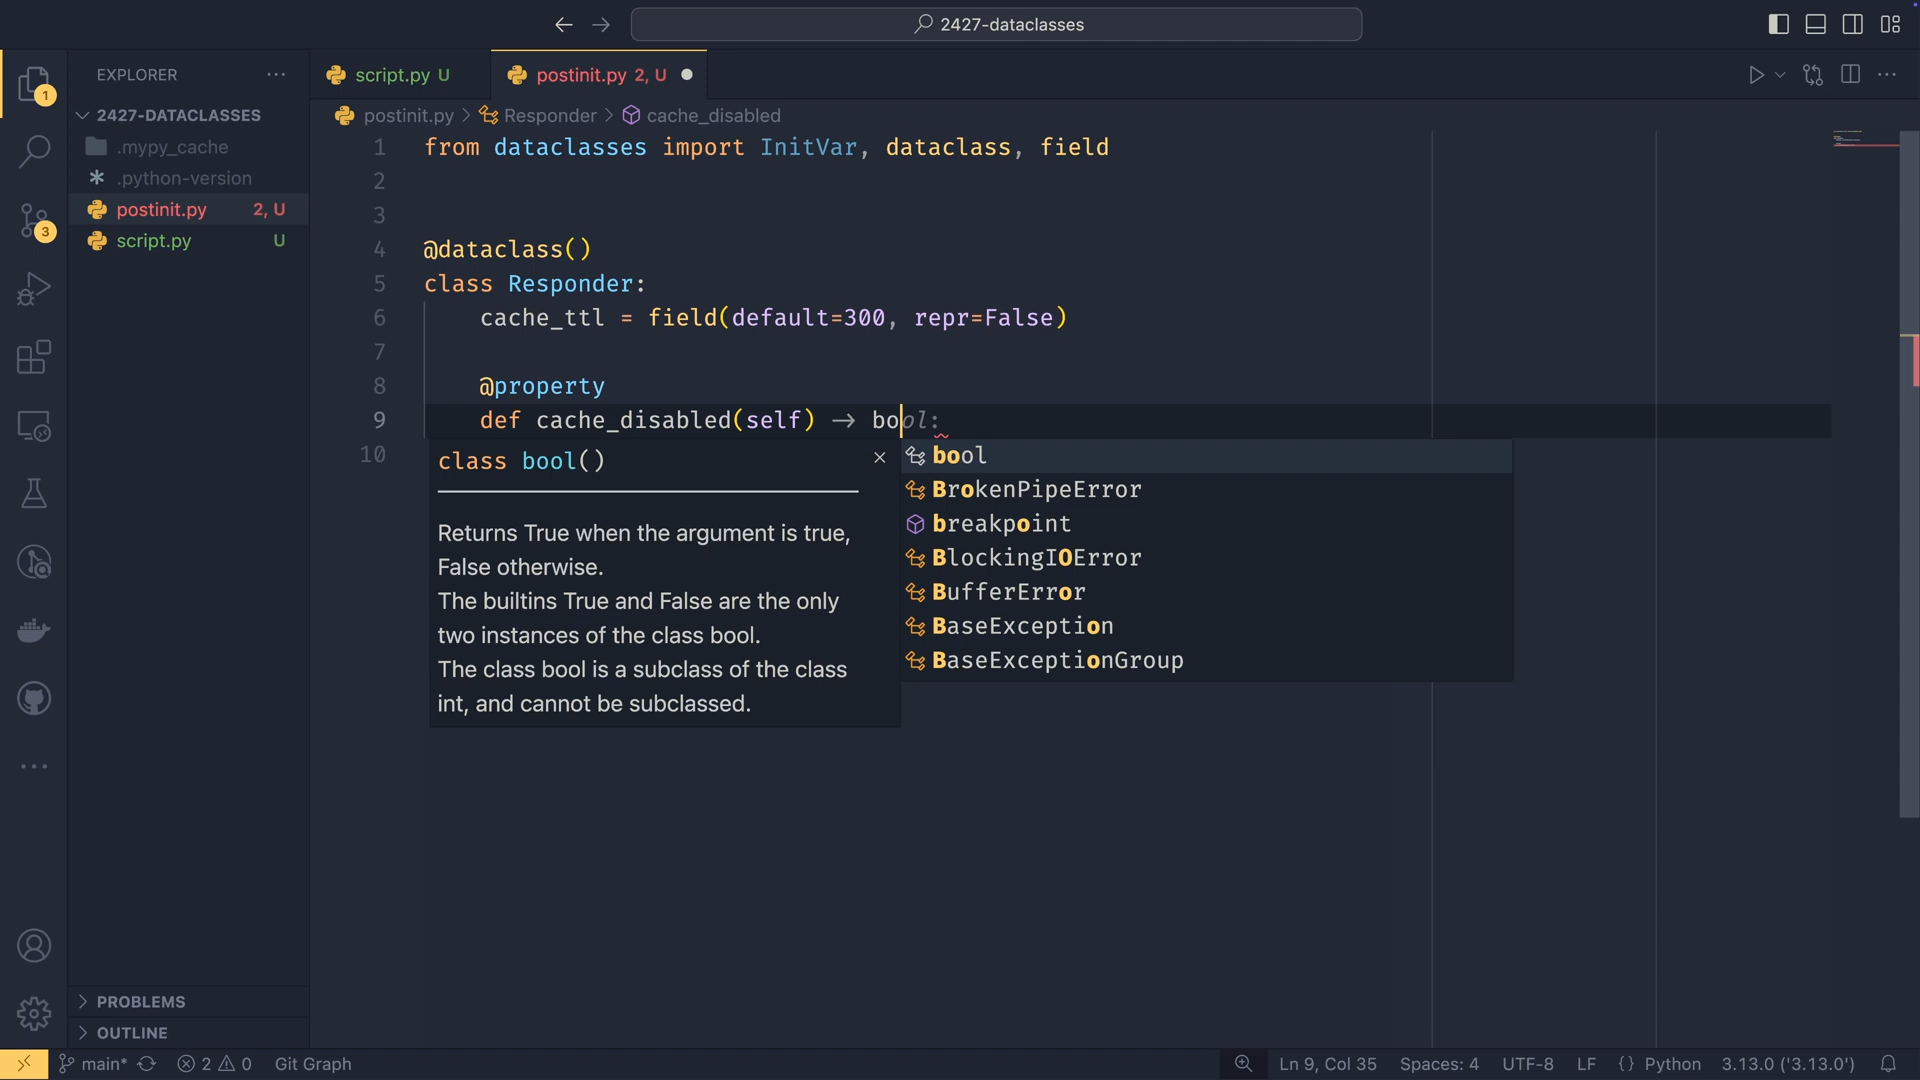 2427-dataclasses
EXPLORER
1
script.py U
postinit.py 2, U
2427-DATACLASSES
.mypy_cache
.python-version
postinit.py 2, U
script.py U
3
postinit.py > Responder > cache_disabled
1 from dataclasses import InitVar, dataclass, field
2
3
4 @dataclass()
5 class Responder:
6 cache_ttl = field(default=300, repr=False)
7
8 @property
9 def cache_disabled(self) → bool:
10
class bool()
Returns True when the argument is true,
False otherwise.
The builtins True and False are the only
two instances of the class bool.
The class bool is a subclass of the class
int, and cannot be subclassed.
bool
BrokenPipeError
breakpoint
BlockingIOError
BufferError
BaseException
BaseExceptionGroup
PROBLEMS
OUTLINE
main* 2 0 Git Graph
Ln 9, Col 35 Spaces: 4 UTF-8 LF {} Python 3.13.0 ('3.13.0')